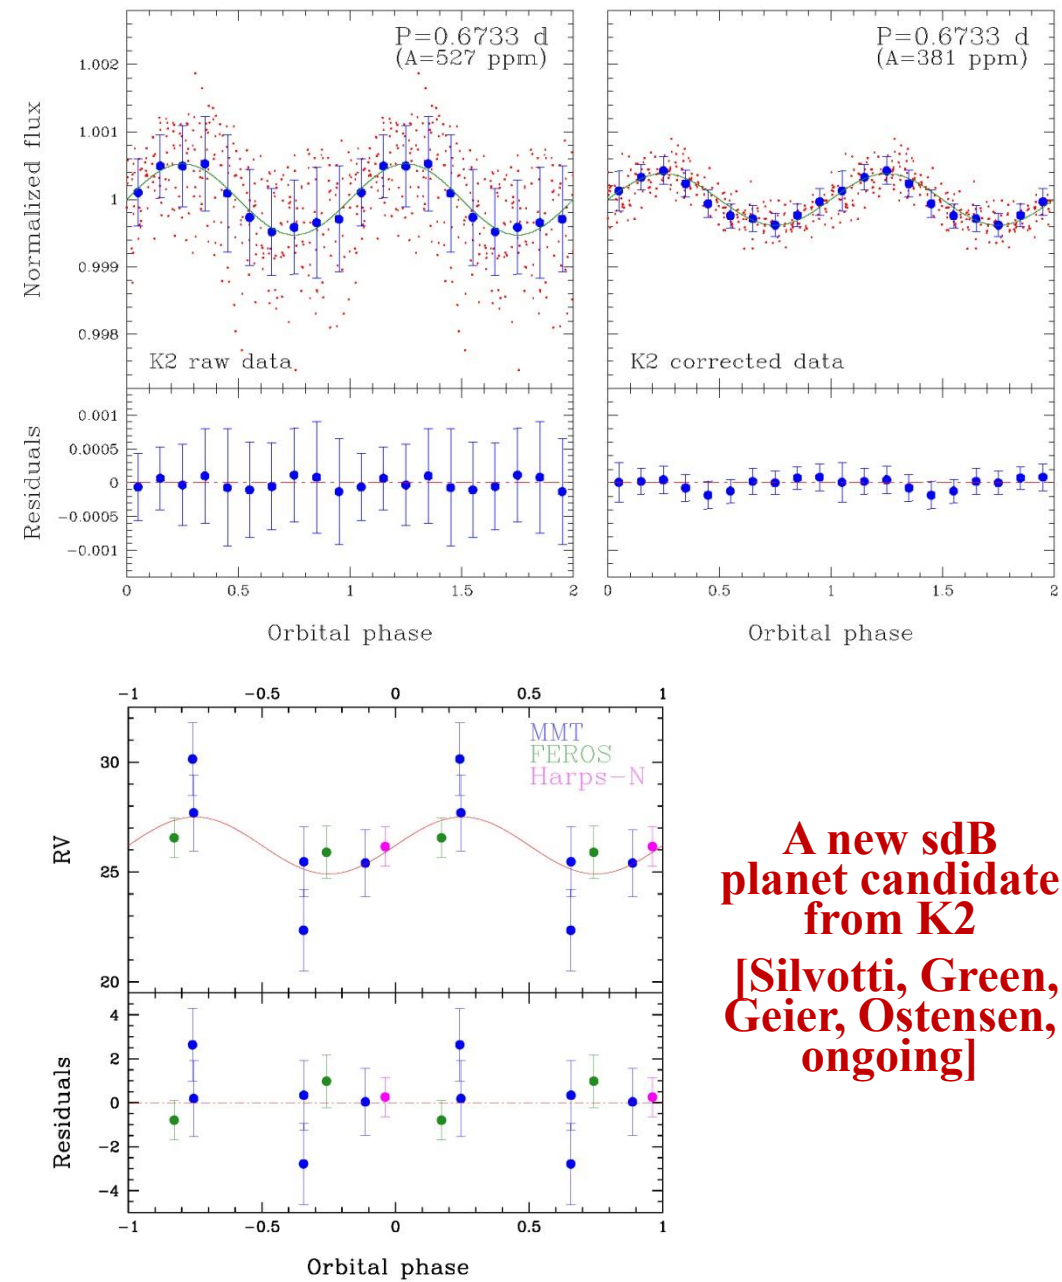 P=0.6733 d
(A=527 ppm)
P=0.6733 d
(A=381 ppm)
1.002
1.001
1
0.999
0.998
Normalized flux
K2 raw data
K2 corrected data
0.001
0.0005
0
−0.0005
−0.001
Residuals
0 0.5 1 1.5 2
0 0.5 1 1.5 2
Orbital phase
Orbital phase
−1 −0.5 0 0.5 1
MMT
FEROS
Harps−N
30
25
20
RV
4
2
0
−2
−4
Residuals
−1 −0.5 0 0.5 1
Orbital phase
A new sdB
planet candidate
from K2
[Silvotti, Green,
Geier, Ostensen,
ongoing]